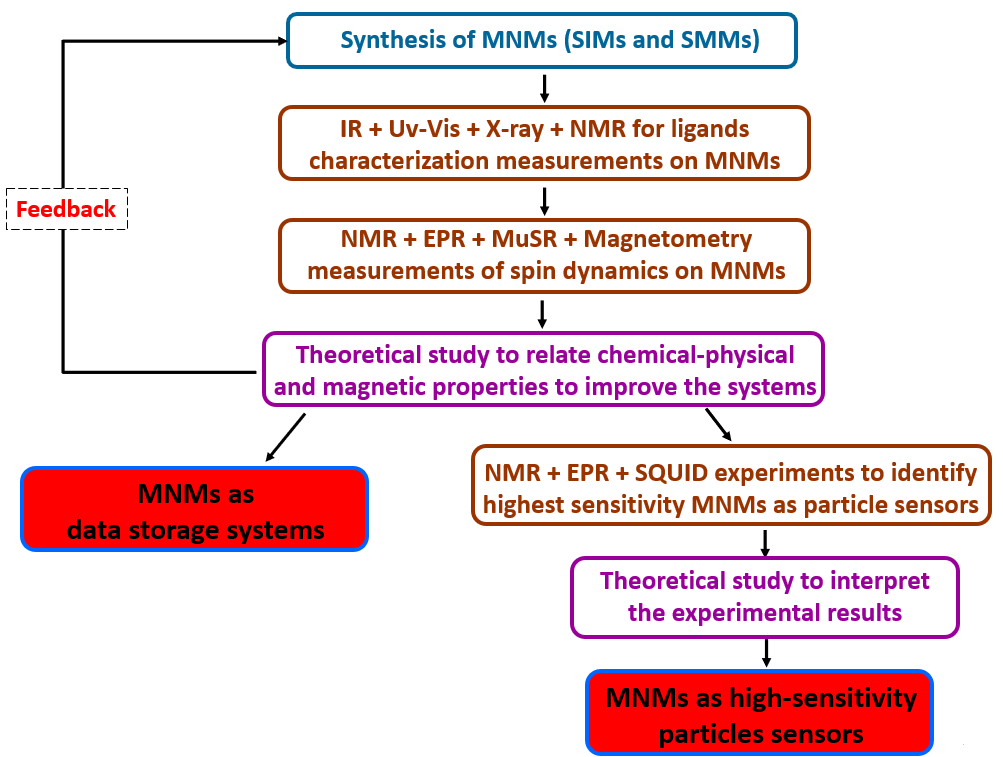 Synthesis of MNMs (SIMs and SMMs)
IR + Uv-Vis + X-ray + NMR for ligands
characterization measurements on MNMs
Feedback
NMR + EPR + MuSR + Magnetometry
measurements of spin dynamics on MNMs
Theoretical study to relate chemical-physical
and magnetic properties to improve the systems
MNMs as
data storage systems
NMR + EPR + SQUID experiments to identify
highest sensitivity MNMs as particle sensors
Theoretical study to interpret
the experimental results
MNMs as high-sensitivity
particles sensors